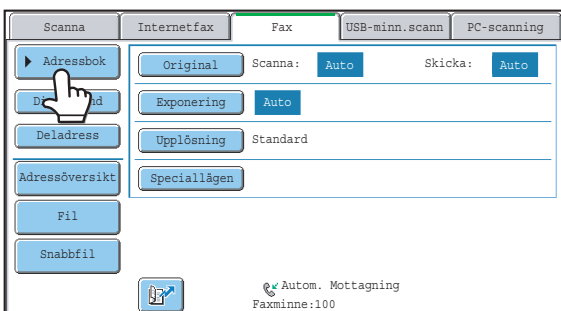 Scanna Internetfax Fax USB-minn.scann PC-scanning
Adressbok
Original Scanna: Auto Skicka: Auto
Exponering Auto
Deladress
Upplösning Standard
Adressöversikt
Speciallägen
Fil
Snabbfil
Autom. Mottagning
Faxminne:100